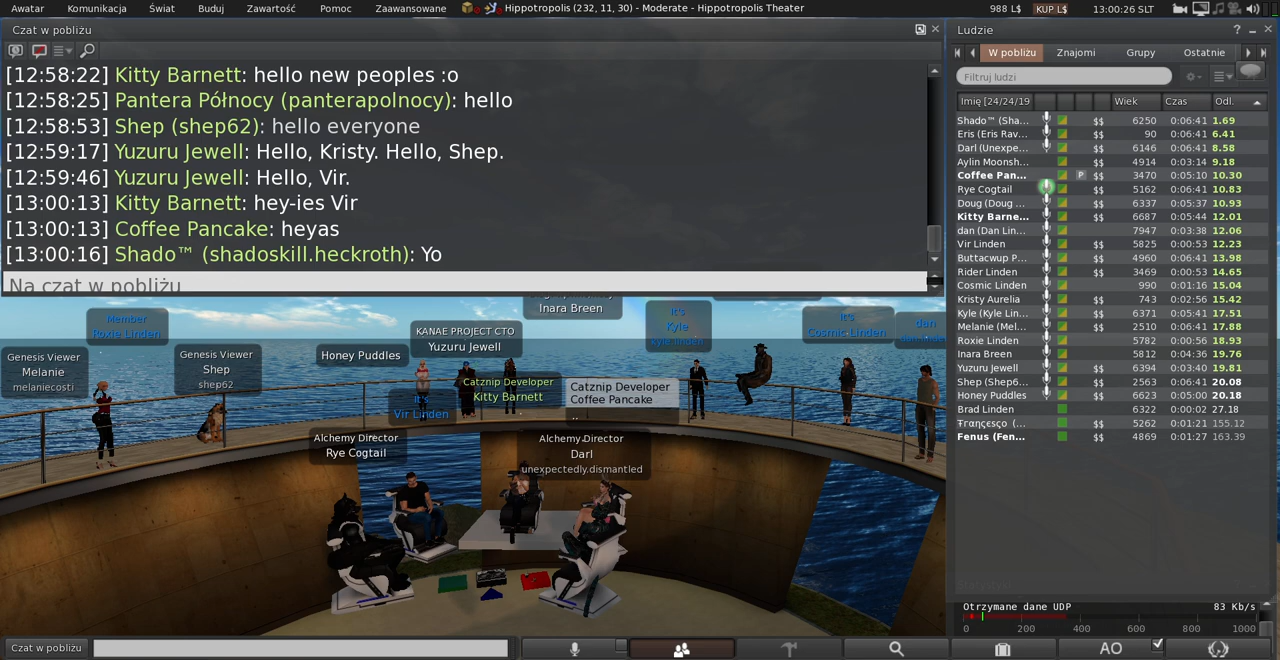 Awatar Komunikacja Świat Buduj Zawartość Pomoc Zaawansowane Hippotropolis (232, 11, 30) - Moderate - Hippotropolis Theater 988 L$ KUP L$ 13:00:26 SLT
Czat w pobliżu
[12:58:22] Kitty Barnett: hello new peoples :o
[12:58:25] Pantera Północy (panterapolnocy): hello
[12:58:53] Shep (shep62): hello everyone
[12:59:17] Yuzuru Jewell: Hello, Kristy. Hello, Shep.
[12:59:46] Yuzuru Jewell: Hello, Vir.
[13:00:13] Kitty Barnett: hey-ies Vir
[13:00:13] Coffee Pancake: heyas
[13:00:16] Shado™ (shadoskill.heckroth): Yo
Na czat w pobliżu
Member
Roxie Linden
Genesis Viewer
Melanie
melaniecosti
Genesis Viewer
Shep
shep62
Honey Puddles
KANAE PROJECT CTO
Yuzuru Jewell
Inara Breen
It's
Kyle
kyle.linden
It's
Cosmic Linden
dan
It's
Vir Linden
Catznip Developer
Kitty Barnett
Catznip Developer
Coffee Pancake
Alchemy Director
Rye Cogtail
Alchemy Director
Darl
unexpectedly.dismantled
Czat w pobliżu
Ludzie
W pobliżu Znajomi Grupy Ostatnie
Filtruj ludzi
Imię [24/24/19 Wiek Czas Odl.
Shado™ (Sha... $$ 6250 0:06:41 1.69
Eris (Eris Rav... 90 0:06:41 6.41
Darl (Unexpe... $$ 6146 0:06:41 8.58
Aylin Moonsh... $$ 4914 0:03:14 9.18
Coffee Pan... P $$ 3470 0:05:10 10.30
Rye Cogtail $$ 5162 0:06:41 10.83
Doug (Doug ... $$ 6337 0:05:37 10.93
Kitty Barne... $$ 6687 0:05:44 12.01
dan (Dan Lin... 7947 0:03:38 12.06
Vir Linden $$ 5825 0:00:53 12.23
Buttacwup P... $$ 4960 0:06:41 13.98
Rider Linden $$ 3469 0:00:53 14.65
Cosmic Linden 990 0:01:16 15.04
Kristy Aurelia $$ 743 0:02:56 15.42
Kyle (Kyle Lin... $$ 6371 0:05:41 17.51
Melanie (Mel... $$ 2510 0:06:41 17.88
Roxie Linden 5782 0:00:56 18.93
Inara Breen 5812 0:04:36 19.76
Yuzuru Jewell $$ 6394 0:03:40 19.81
Shep (Shep6... $$ 2563 0:06:41 20.08
Honey Puddles $$ 6623 0:05:00 20.18
Brad Linden 6322 0:00:02 27.18
$$ 5262 0:01:21 155.12
Fenus (Fen... $$ 4869 0:01:27 163.39
Otrzymane dane UDP 83 Kb/s
0 200 400 600 800 1000
AO